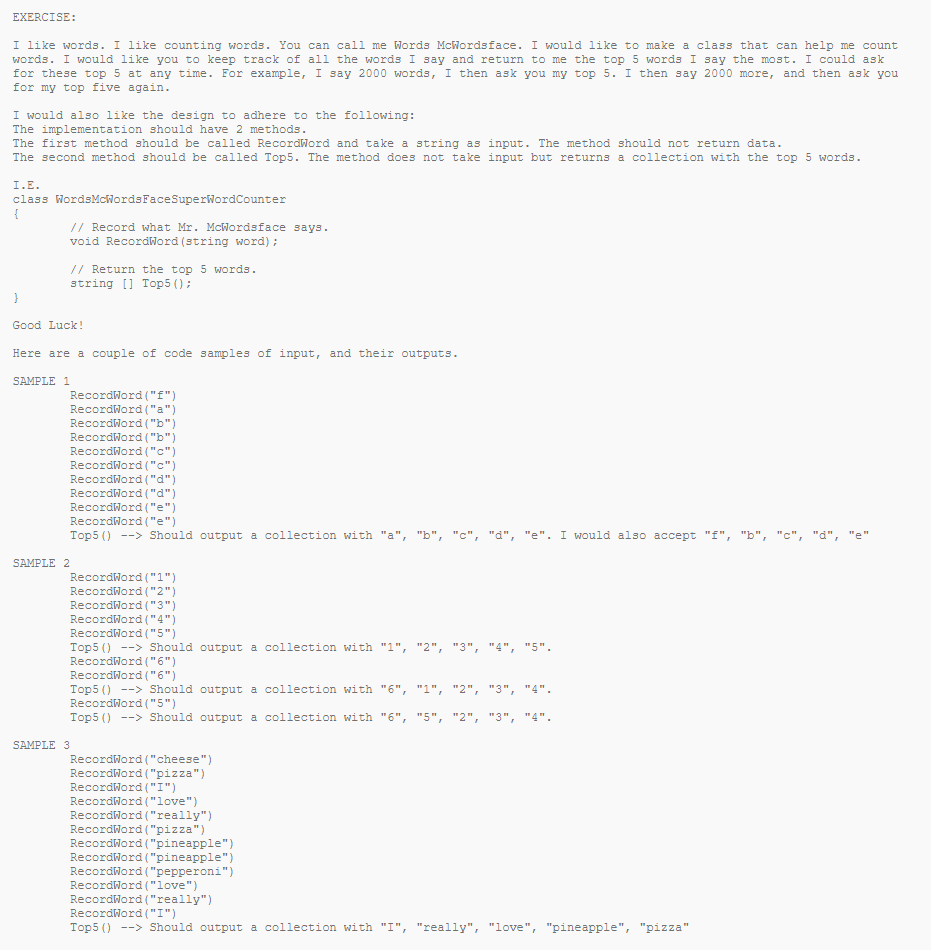 EXERCISE:
I like words. I like counting words. You can call me Words McWordsface. I would like to make a class that can help me count
words. I would like you to keep track of all the words I say and return to me the top 5 words I say the most. I could ask
for these top 5 at any time. For example, I say 2000 words, I then ask you my top 5. I then say 2000 more, and then ask you
for my top five again.
I would also like the design to adhere to the following:
The implementation should have 2 methods.
The first method should be called RecordWord and take a string as input. The method should not return data.
The second method should be called Top5. The method does not take input but returns a collection with the top 5 words.
I.E.
class WordsMcWordsFaceSuperWordCounter
{
// Record what Mr. McWordsface says.
void RecordWord(string word);
// Return the top 5 words.
string [] Top5();
}
Good Luck!
Here are a couple of code samples of input, and their outputs.
SAMPLE 1
RecordWord("f")
RecordWord("a")
RecordWord("b")
RecordWord("b")
RecordWord("c")
RecordWord("c")
RecordWord("d")
RecordWord("d")
RecordWord("e")
RecordWord("e")
Top5() --> Should output a collection with "a", "b", "c", "d", "e". I would also accept "f", "b", "c", "d", "e"
SAMPLE 2
RecordWord("1")
RecordWord("2")
RecordWord("3")
RecordWord("4")
RecordWord("5")
Top5() --> Should output a collection with "1", "2", "3", "4", "5".
RecordWord("6")
RecordWord("6")
Top5() --> Should output a collection with "6", "1", "2", "3", "4".
RecordWord("5")
Top5() --> Should output a collection with "6", "5", "2", "3", "4".
SAMPLE 3
RecordWord("cheese")
RecordWord("pizza")
RecordWord("I")
RecordWord("love")
RecordWord("really")
RecordWord("pizza")
RecordWord("pineapple")
RecordWord("pineapple")
RecordWord("pepperoni")
RecordWord("love")
RecordWord("really")
RecordWord("I")
Top5() --> Should output a collection with "I", "really", "love", "pineapple", "pizza"